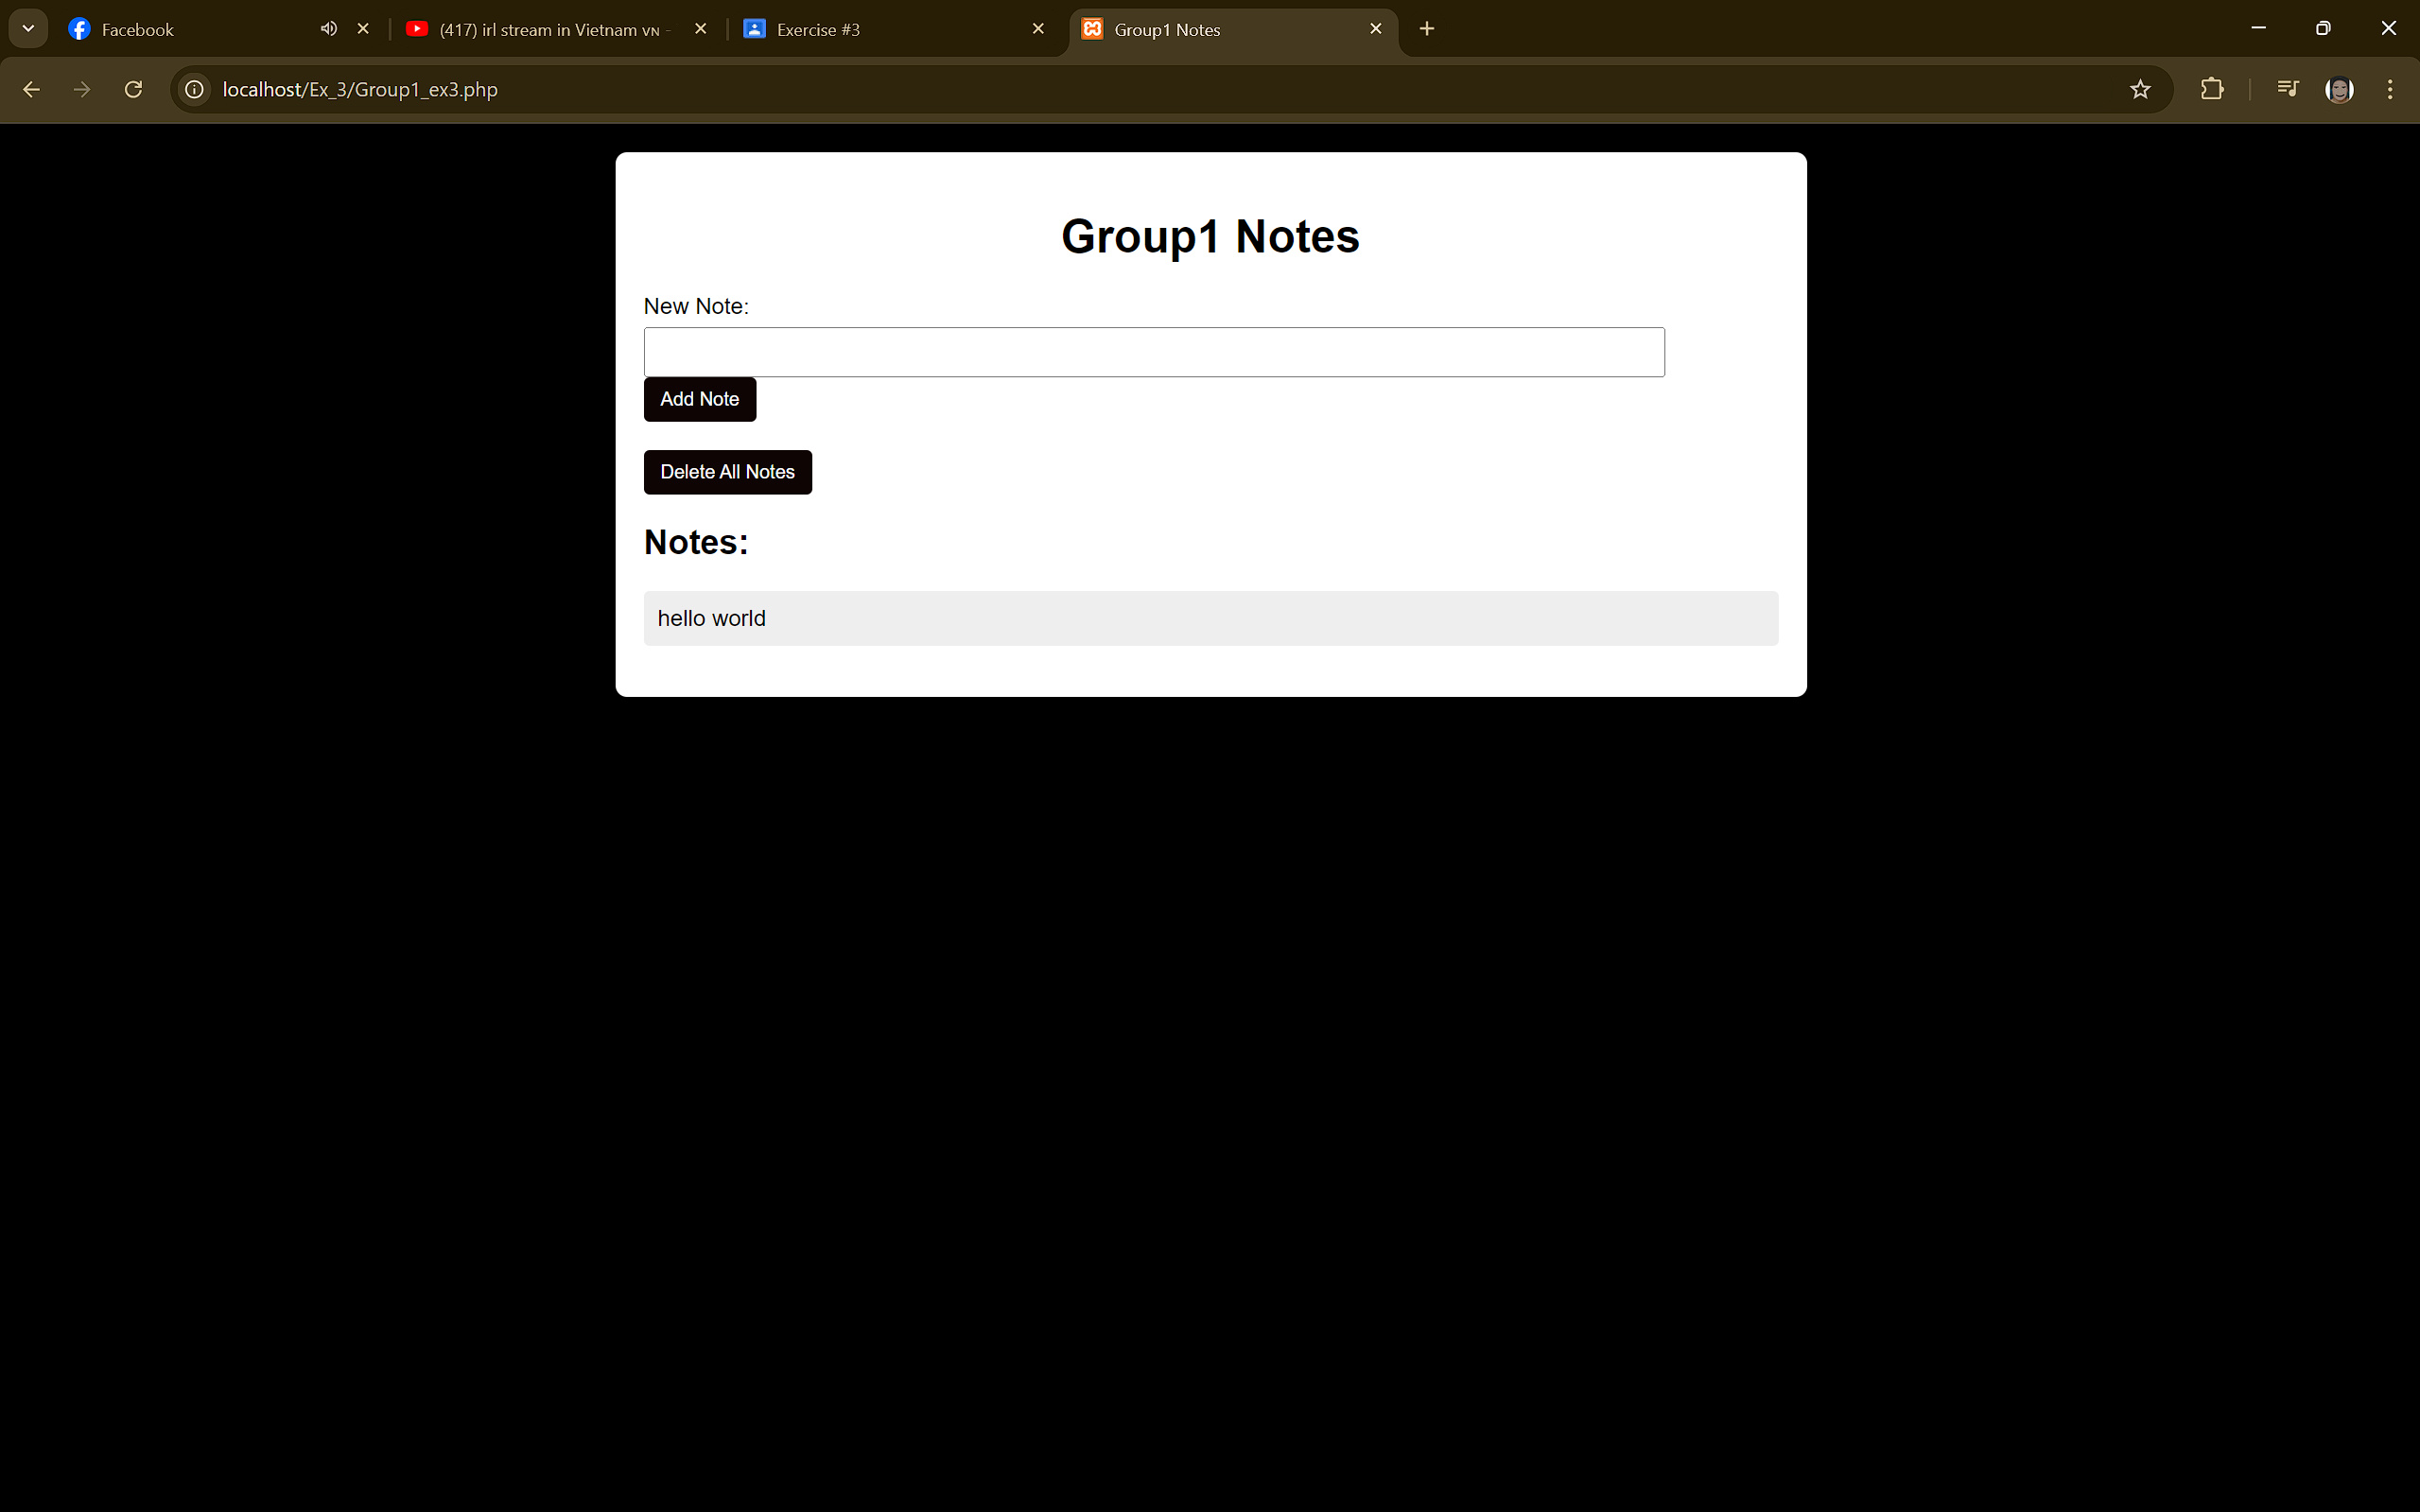 Facebook
(417) irl stream in Vietnam VN -
Exercise #3
Group1 Notes
localhost/Ex_3/Group1_ex3.php
Group1 Notes
New Note:
Add Note
Delete All Notes
Notes:
hello world